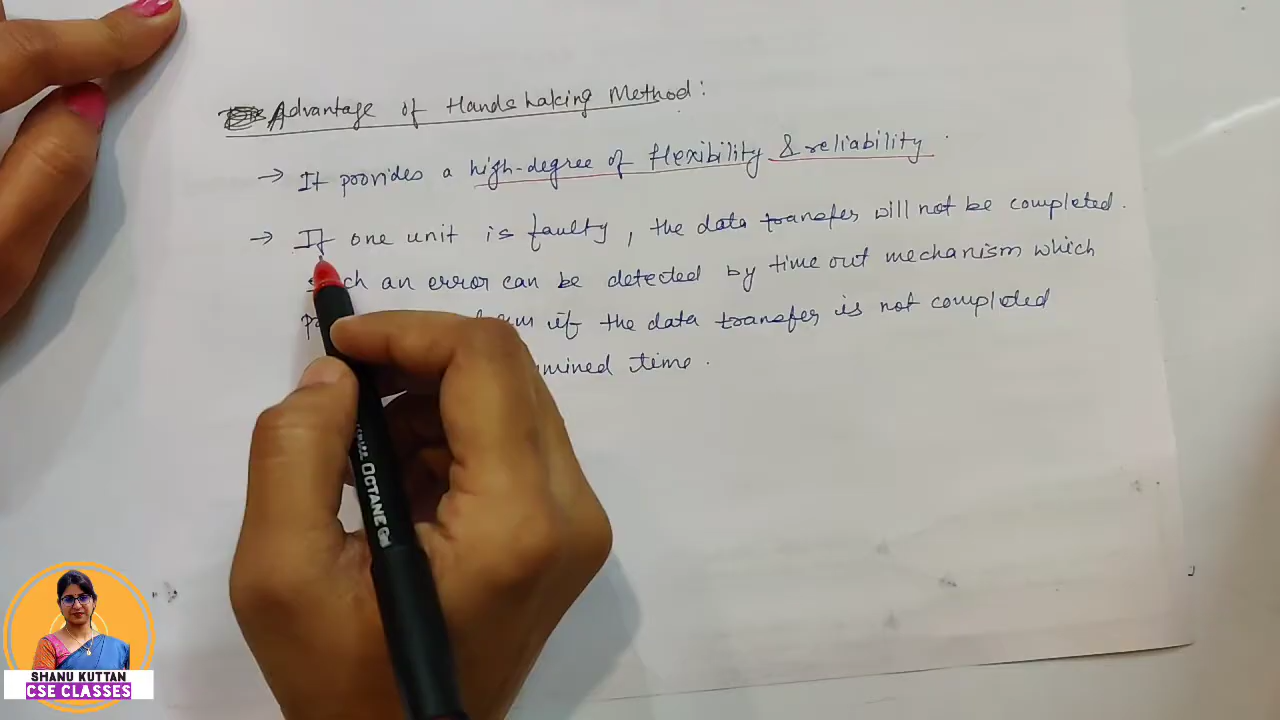 Advantage of Handshaking Method:
→ It provides a high-degree of flexibility & reliability.
→ If one unit is faulty, the data transfer will not be completed.
an error can be detected by time out mechanism which
if the data transfer is not completed
time.
OCTANE Gel
SHANU KUTTAN
CSE CLASSES